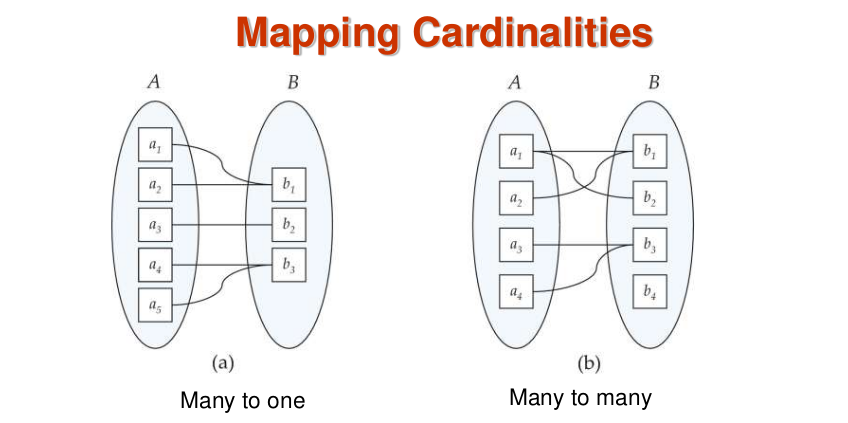 Mapping Cardinalities
A B
a1
a2
a3
a4
a5
b1
b2
b3
(a)
Many to one
A B
a1
a2
a3
a4
b1
b2
b3
b4
(b)
Many to many